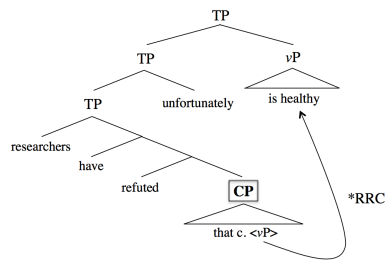 TP
TP vP
TP unfortunately is healthy
researchers
have
refuted
CP *RRC
that c. <vP>